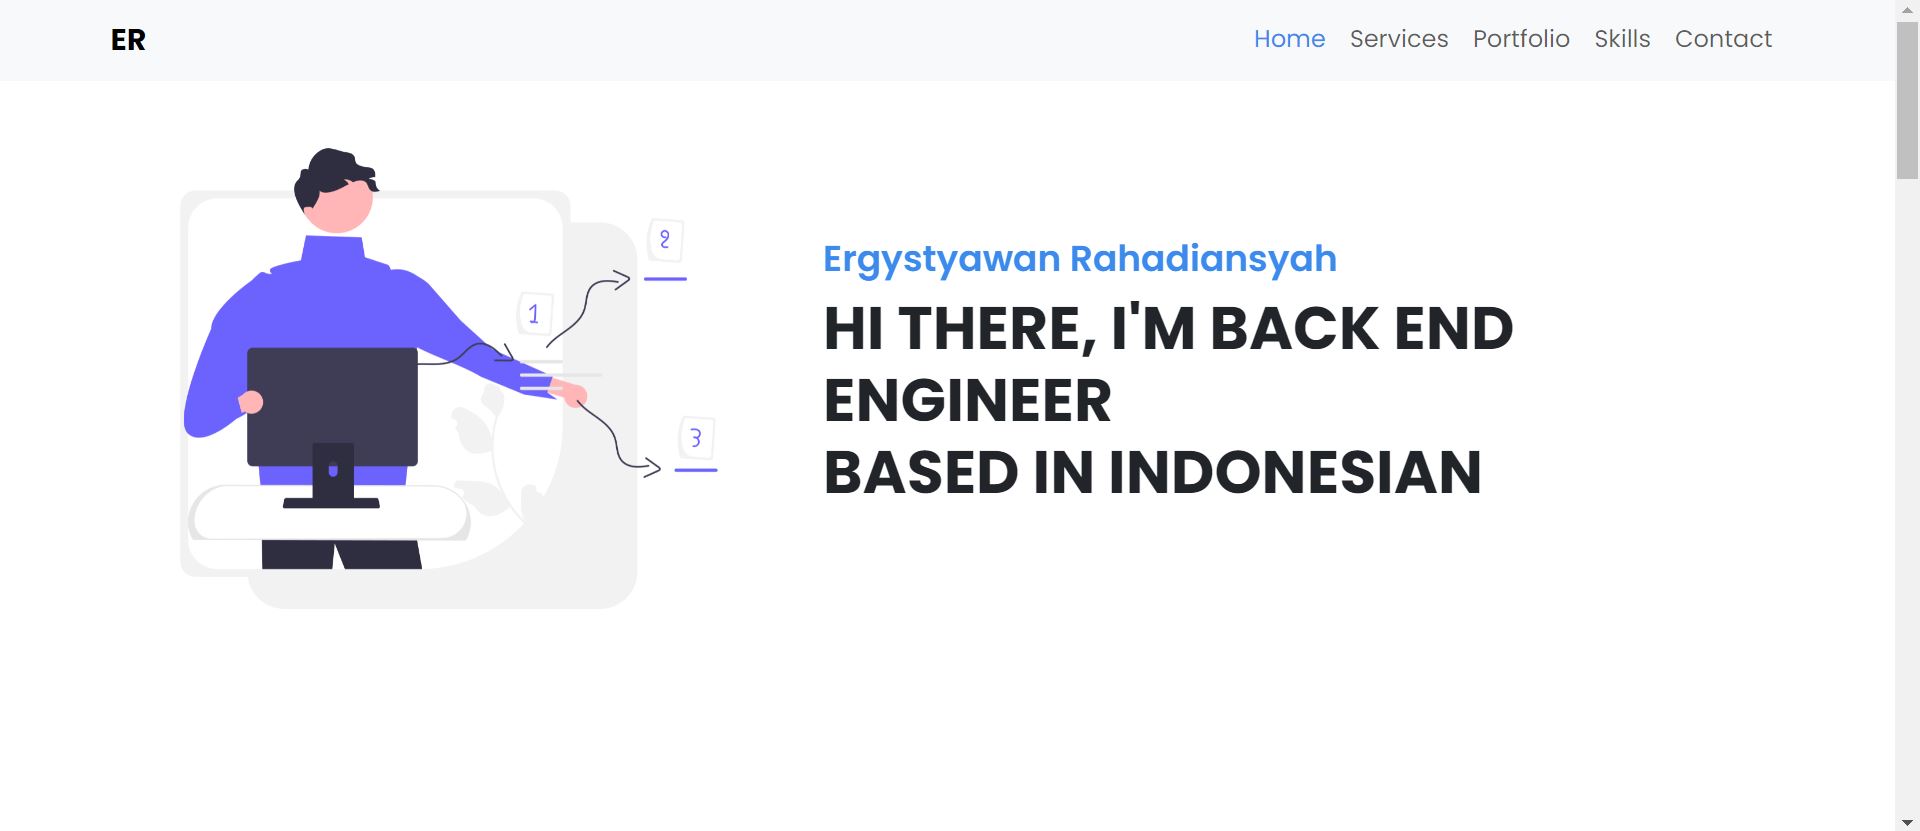 ER
Home Services Portfolio Skills Contact
2
1
3
Ergystyawan Rahadiansyah
HI THERE, I'M BACK END
ENGINEER
BASED IN INDONESIAN